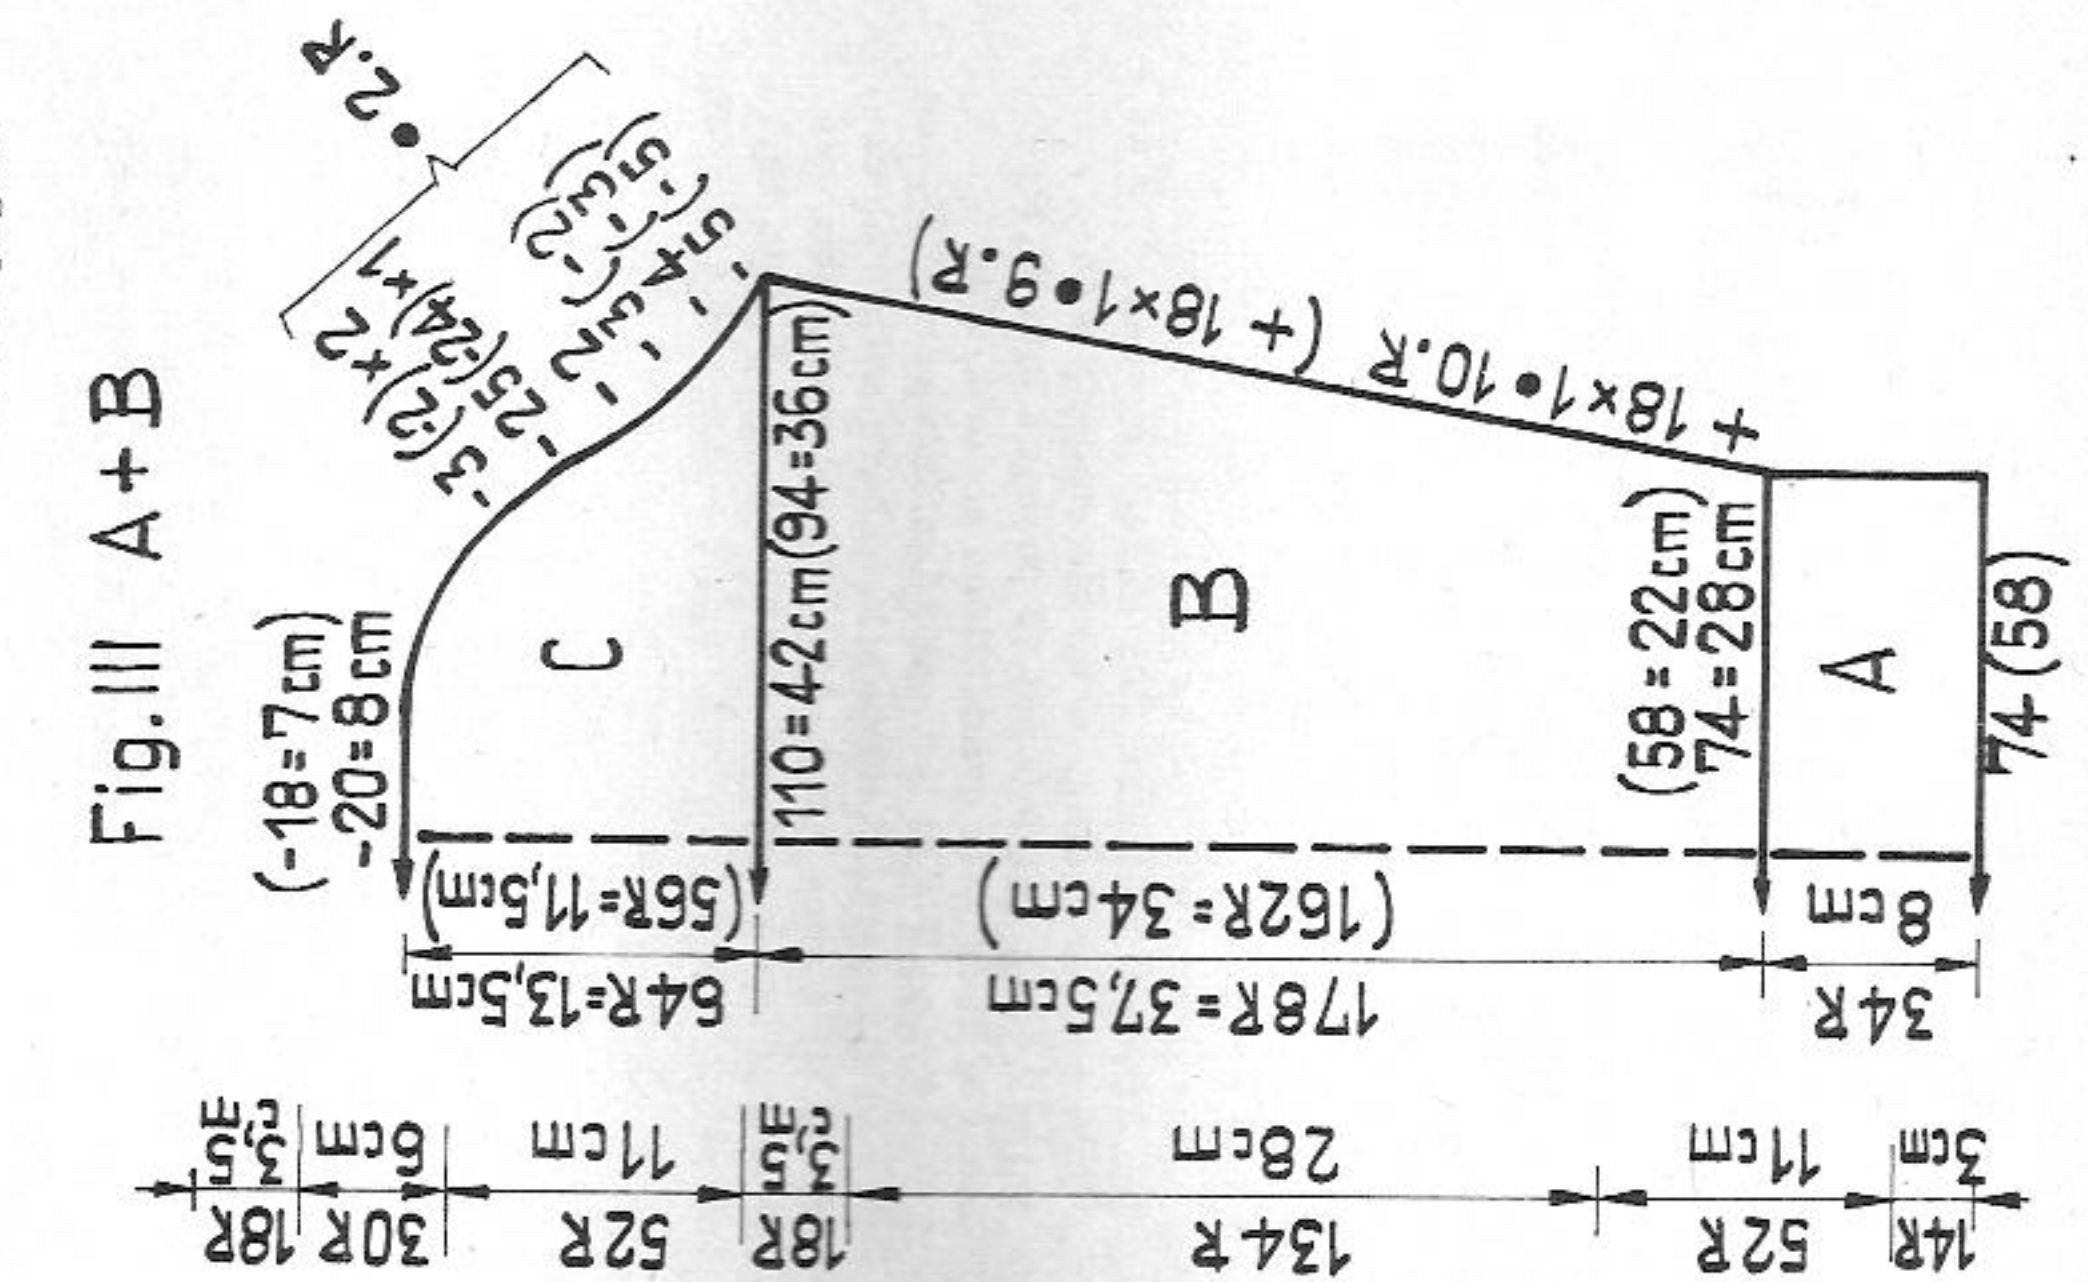 Fig.III A+B
(-18=7cm)
-20=8cm
-3(-2)×2
-25(-24)×1
-2
-3(-2)
-4(-3)
-5(-5)
•2.R
C
110=42cm(94=36cm)
+18×1•10.R (+18×1•9.R)
B
(58=22cm)
74=28cm
A
74(58)
(56R=11,5cm)
64R=13,5cm
(162R=34cm)
178R=37,5cm
8cm
34R
3,5
cm
18R
6cm
30R
11cm
52R
3,5
cm
18R
28cm
134R
11cm
52R
3cm
14R